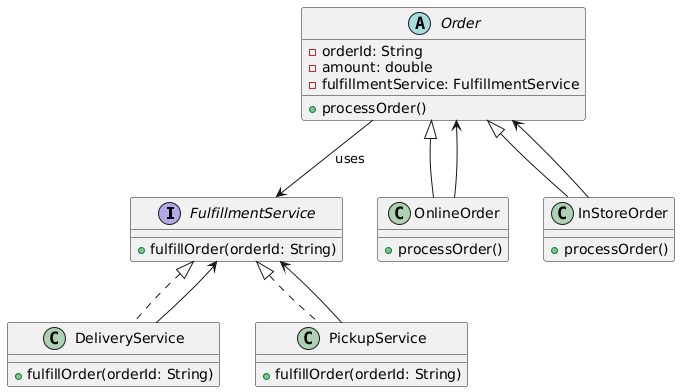 A Order
orderId: String
amount: double
fulfillmentService: FulfillmentService
processOrder()
uses
I FulfillmentService
fulfillOrder(orderId: String)
C OnlineOrder
processOrder()
C InStoreOrder
processOrder()
C DeliveryService
fulfillOrder(orderId: String)
C PickupService
fulfillOrder(orderId: String)